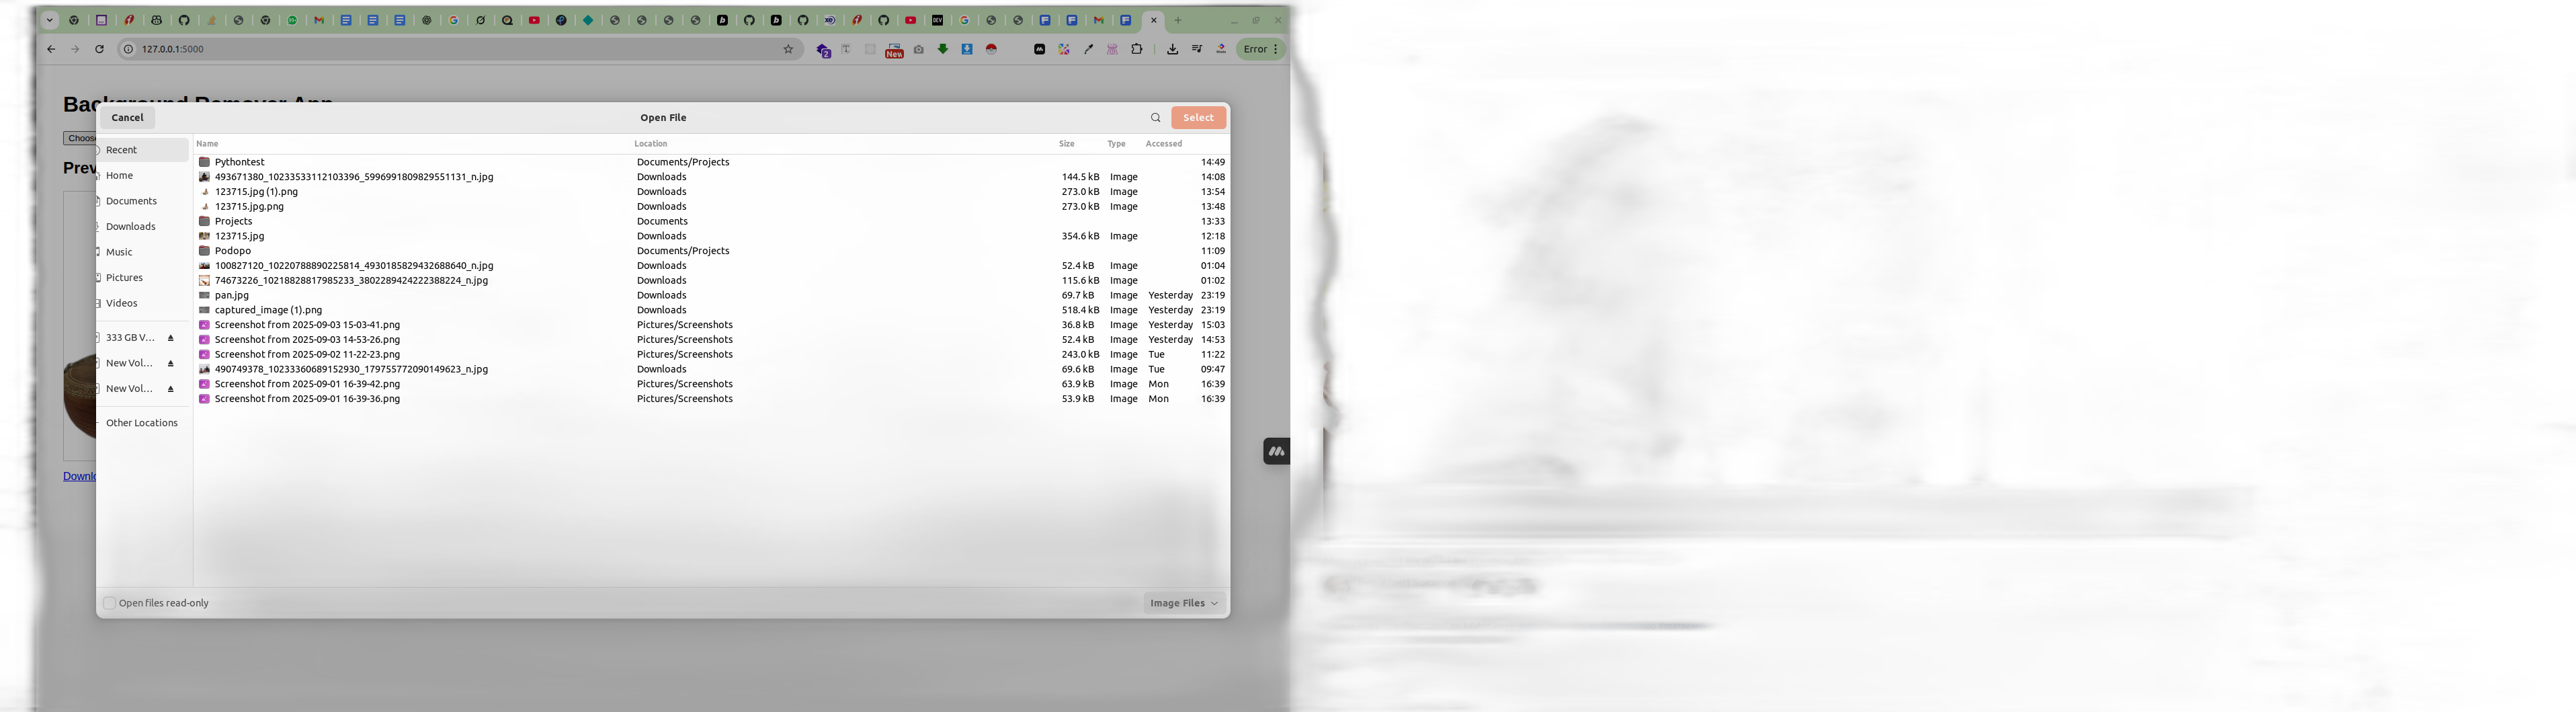 127.0.0.1:5000
2
New
Error
Background Remover App
Cancel
Open File
Select
Choose
Prev
Downlo
Recent
Home
Documents
Downloads
Music
Pictures
Videos
333 GB V...
New Vol...
New Vol...
Other Locations
Name Location Size Type Accessed
Pythontest Documents/Projects 14:49
493671380_10233533112103396_5996991809829551131_n.jpg Downloads 144.5 kB Image 14:08
123715.jpg (1).png Downloads 273.0 kB Image 13:54
123715.jpg.png Downloads 273.0 kB Image 13:48
Projects Documents 13:33
123715.jpg Downloads 354.6 kB Image 12:18
Podopo Documents/Projects 11:09
100827120_10220788890225814_4930185829432688640_n.jpg Downloads 52.4 kB Image 01:04
74673226_10218828817985233_3802289424222388224_n.jpg Downloads 115.6 kB Image 01:02
pan.jpg Downloads 69.7 kB Image Yesterday 23:19
captured_image (1).png Downloads 518.4 kB Image Yesterday 23:19
Screenshot from 2025-09-03 15-03-41.png Pictures/Screenshots 36.8 kB Image Yesterday 15:03
Screenshot from 2025-09-03 14-53-26.png Pictures/Screenshots 52.4 kB Image Yesterday 14:53
Screenshot from 2025-09-02 11-22-23.png Pictures/Screenshots 243.0 kB Image Tue 11:22
490749378_10233360689152930_179755772090149623_n.jpg Downloads 69.6 kB Image Tue 09:47
Screenshot from 2025-09-01 16-39-42.png Pictures/Screenshots 63.9 kB Image Mon 16:39
Screenshot from 2025-09-01 16-39-36.png Pictures/Screenshots 53.9 kB Image Mon 16:39
Open files read-only
Image Files